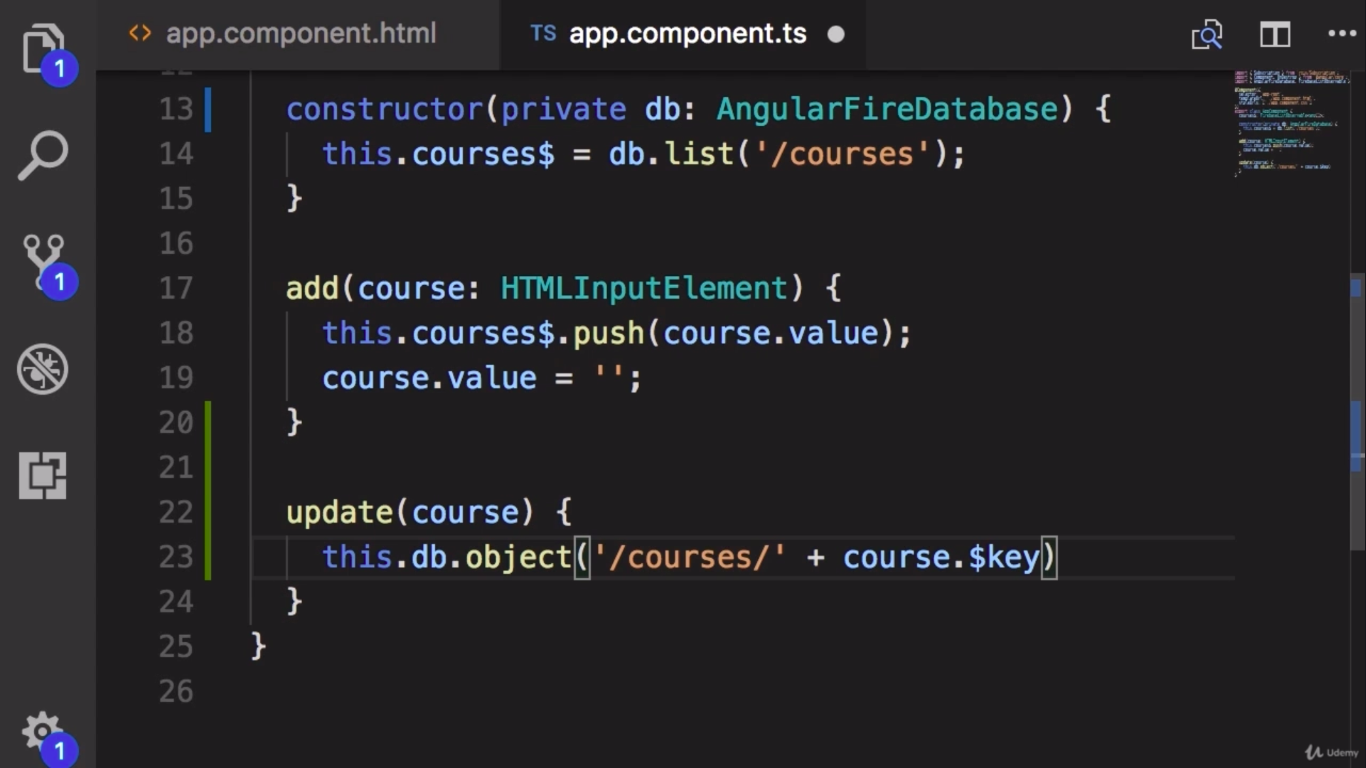 app.component.html
TS app.component.ts
1
13 constructor(private db: AngularFireDatabase) {
14 this.courses$ = db.list('/courses');
15 }
16
17 add(course: HTMLInputElement) {
18 this.courses$.push(course.value);
19 course.value = '';
20 }
21
22 update(course) {
23 this.db.object('/courses/' + course.$key)
24 }
25 }
26
1
1
Udemy